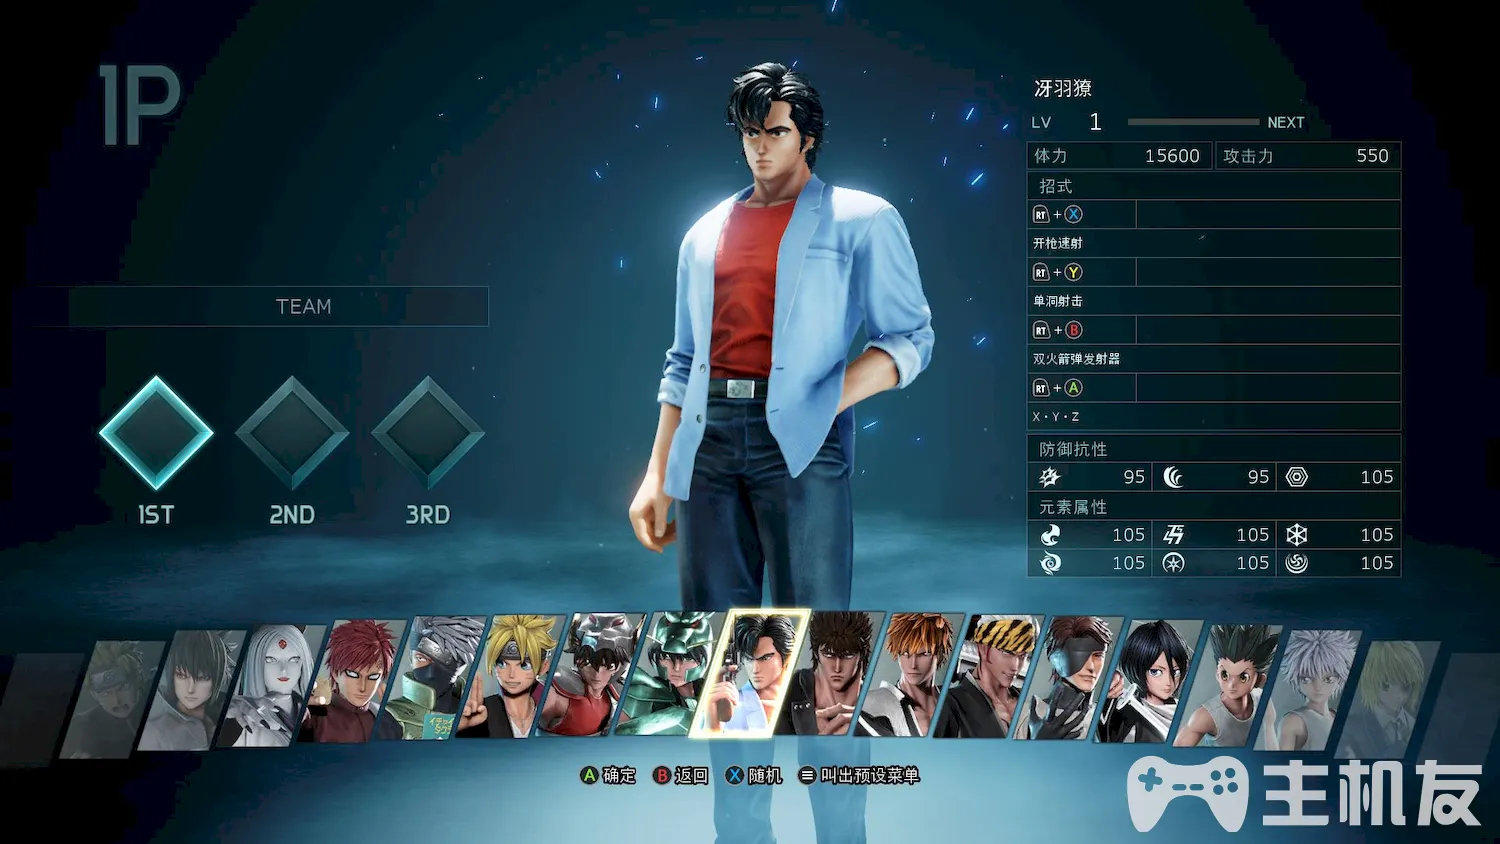 1P
冴羽獠
LV 1 NEXT
体力 15600 攻击力 550
招式
RT + X
开枪速射
RT + Y
单洞射击
RT + B
双火箭弹发射器
RT + A
X・Y・Z
防御抗性
95 95 105
元素属性
105 105 105
105 105 105
TEAM
1ST 2ND 3RD
A 确定 B 返回 X 随机 叫出预设菜单
主机友